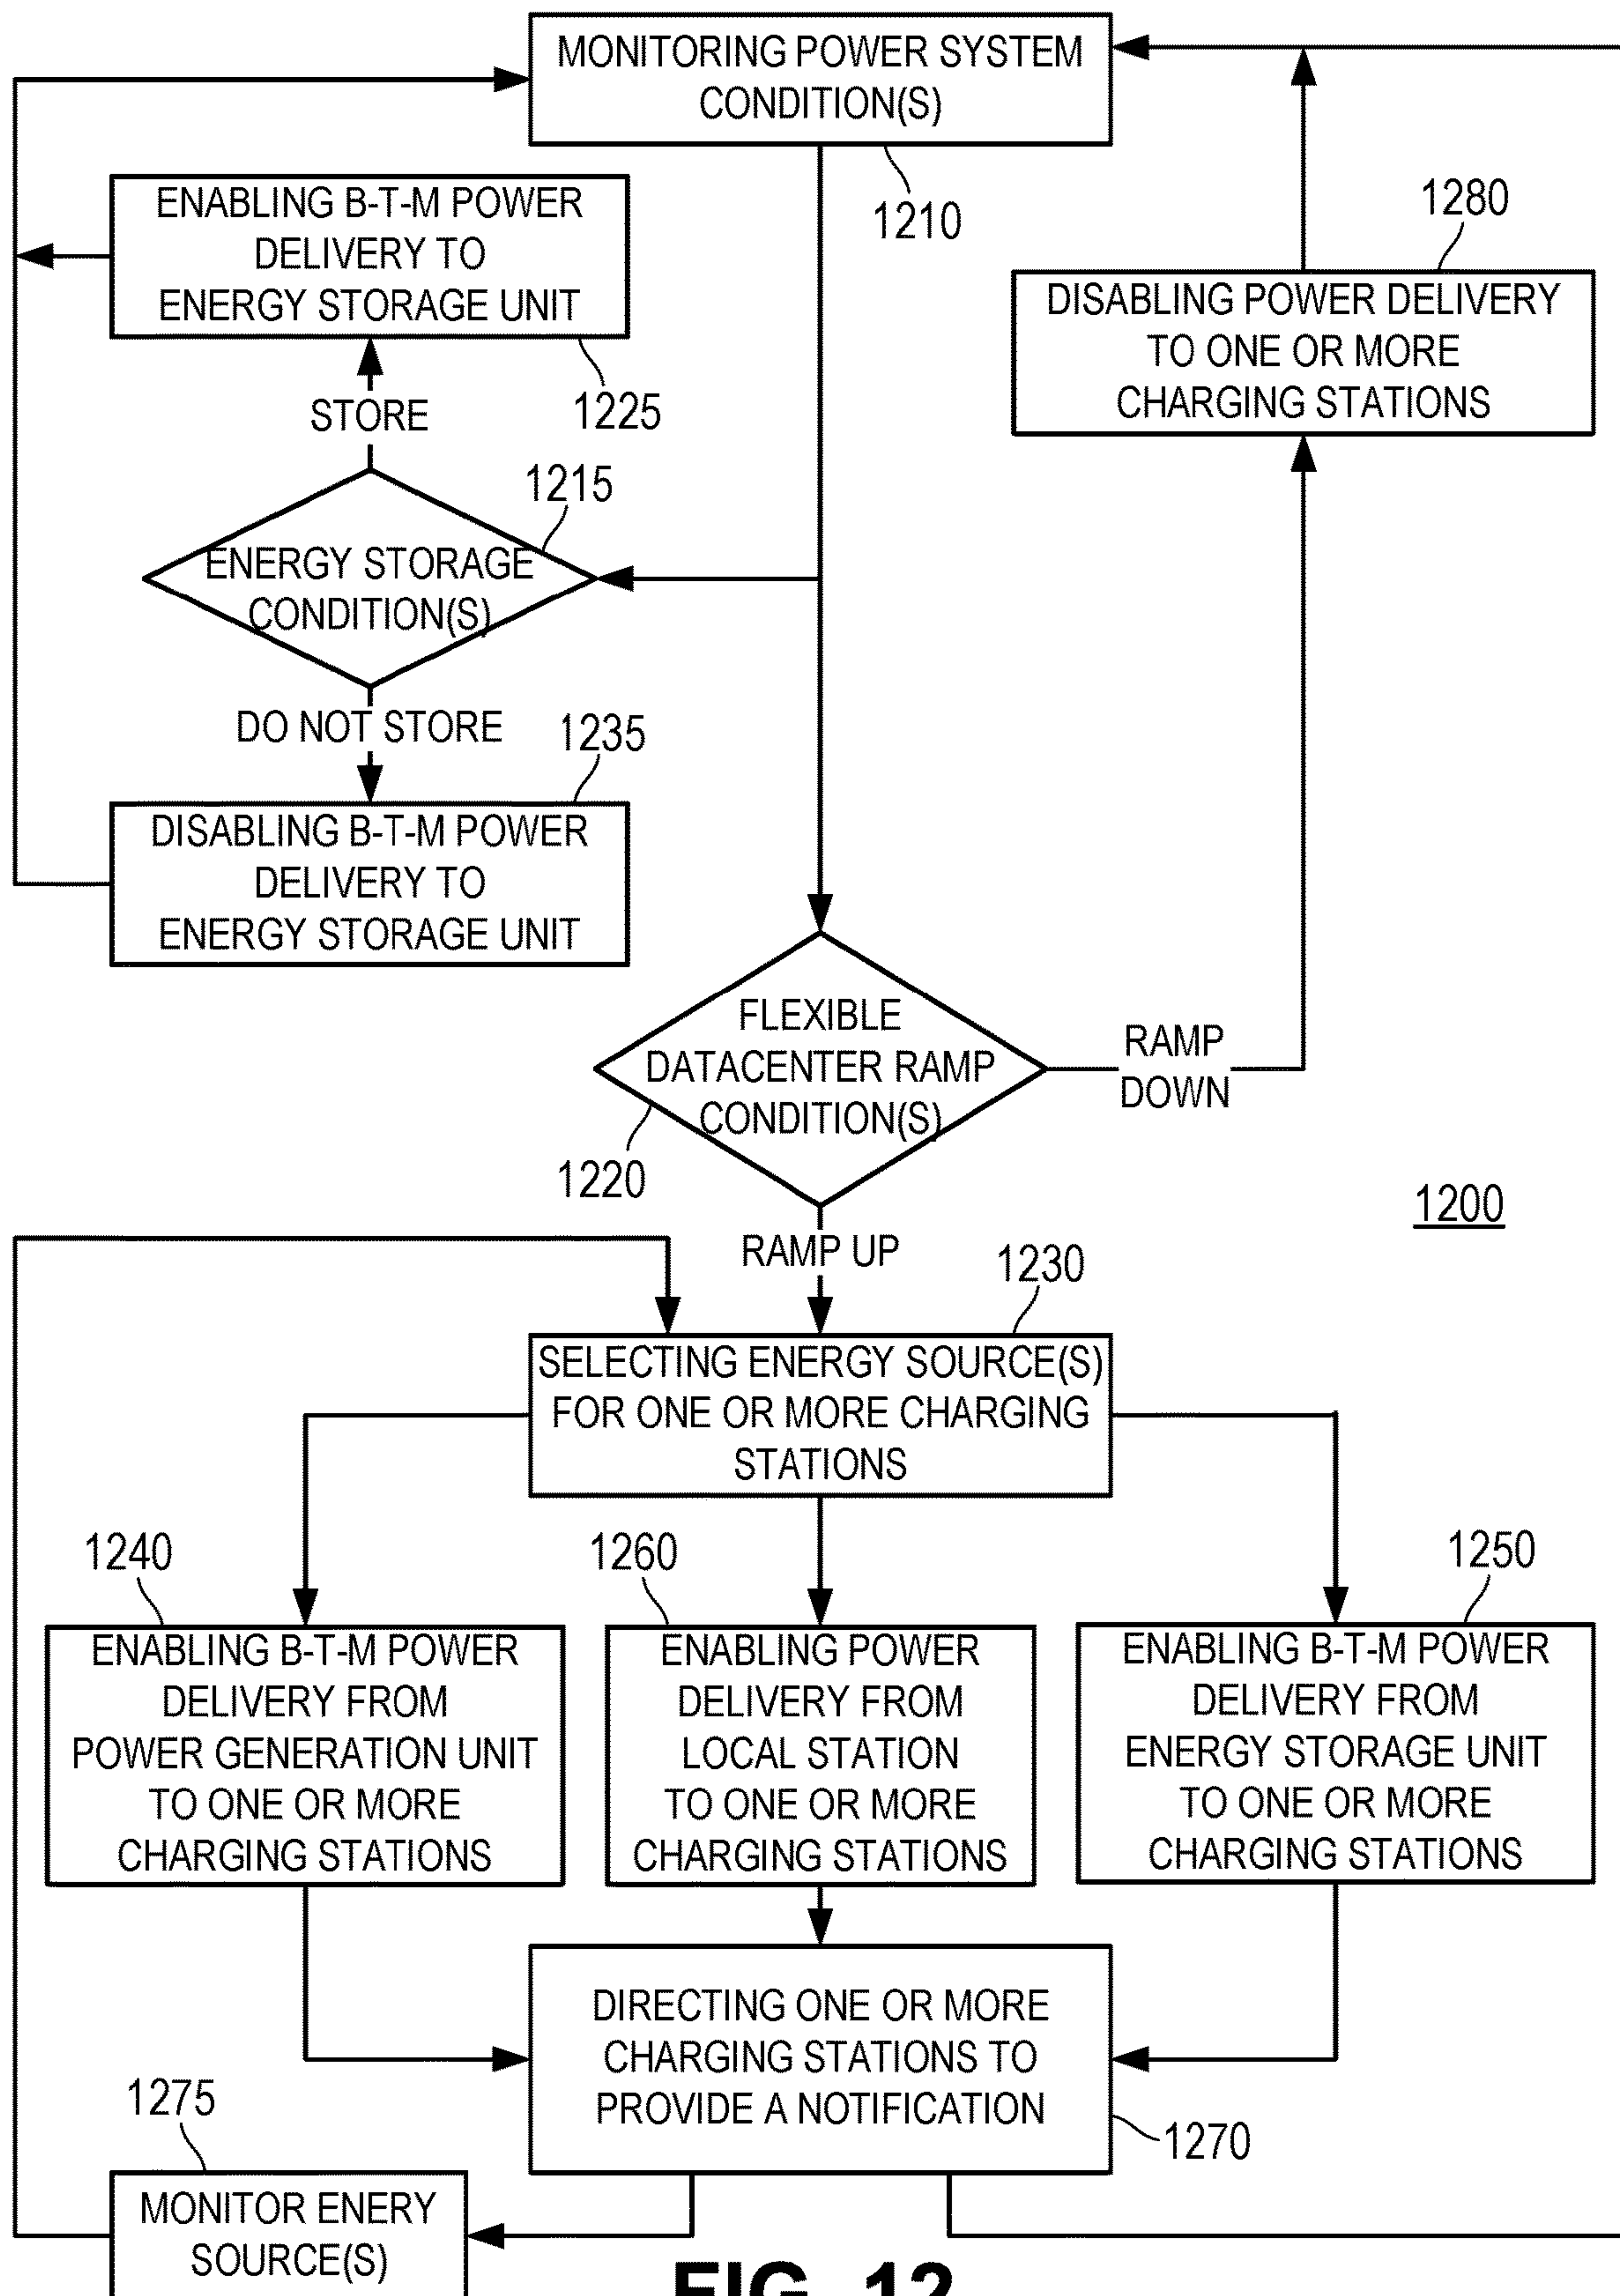 MONITORING POWER SYSTEM
CONDITION(S)
1210
ENABLING B-T-M POWER
DELIVERY TO
ENERGY STORAGE UNIT
1225
1280
DISABLING POWER DELIVERY
TO ONE OR MORE
CHARGING STATIONS
STORE
1215
ENERGY STORAGE
CONDITION(S)
DO NOT STORE
1235
DISABLING B-T-M POWER
DELIVERY TO
ENERGY STORAGE UNIT
FLEXIBLE
DATACENTER RAMP
CONDITION(S)
1220
RAMP
DOWN
1200
RAMP UP
1230
SELECTING ENERGY SOURCE(S)
FOR ONE OR MORE CHARGING
STATIONS
1240
ENABLING B-T-M POWER
DELIVERY FROM
POWER GENERATION UNIT
TO ONE OR MORE
CHARGING STATIONS
1260
ENABLING POWER
DELIVERY FROM
LOCAL STATION
TO ONE OR MORE
CHARGING STATIONS
1250
ENABLING B-T-M POWER
DELIVERY FROM
ENERGY STORAGE UNIT
TO ONE OR MORE
CHARGING STATIONS
DIRECTING ONE OR MORE
CHARGING STATIONS TO
PROVIDE A NOTIFICATION
1270
1275
MONITOR ENERY
SOURCE(S)
FIG. 12